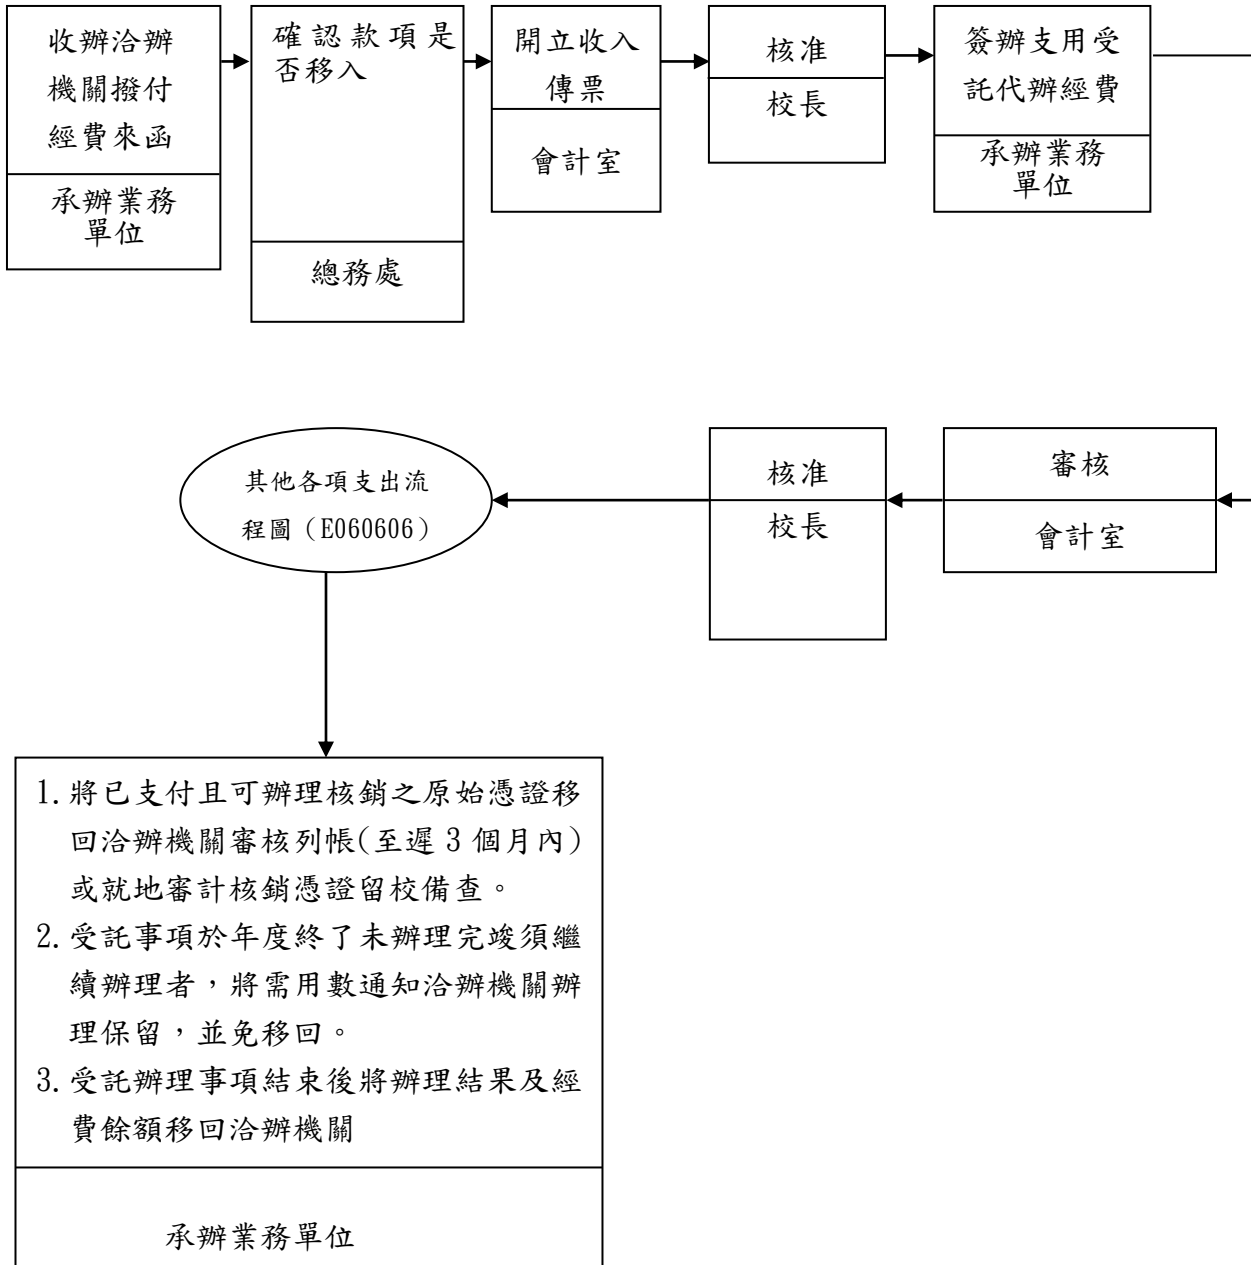 收辦洽辦
機關撥付
經費來函
承辦業務
單位
確認款項是
否移入
總務處
開立收入
傳票
會計室
核准
校長
簽辦支用受
託代辦經費
承辦業務
單位
審核
會計室
核准
校長
其他各項支出流
程圖（E060606）
1. 將已支付且可辦理核銷之原始憑證移
回洽辦機關審核列帳(至遲 3 個月內)
或就地審計核銷憑證留校備查。
2. 受託事項於年度終了未辦理完竣須繼
續辦理者，將需用數通知洽辦機關辦
理保留，並免移回。
3. 受託辦理事項結束後將辦理結果及經
費餘額移回洽辦機關
承辦業務單位